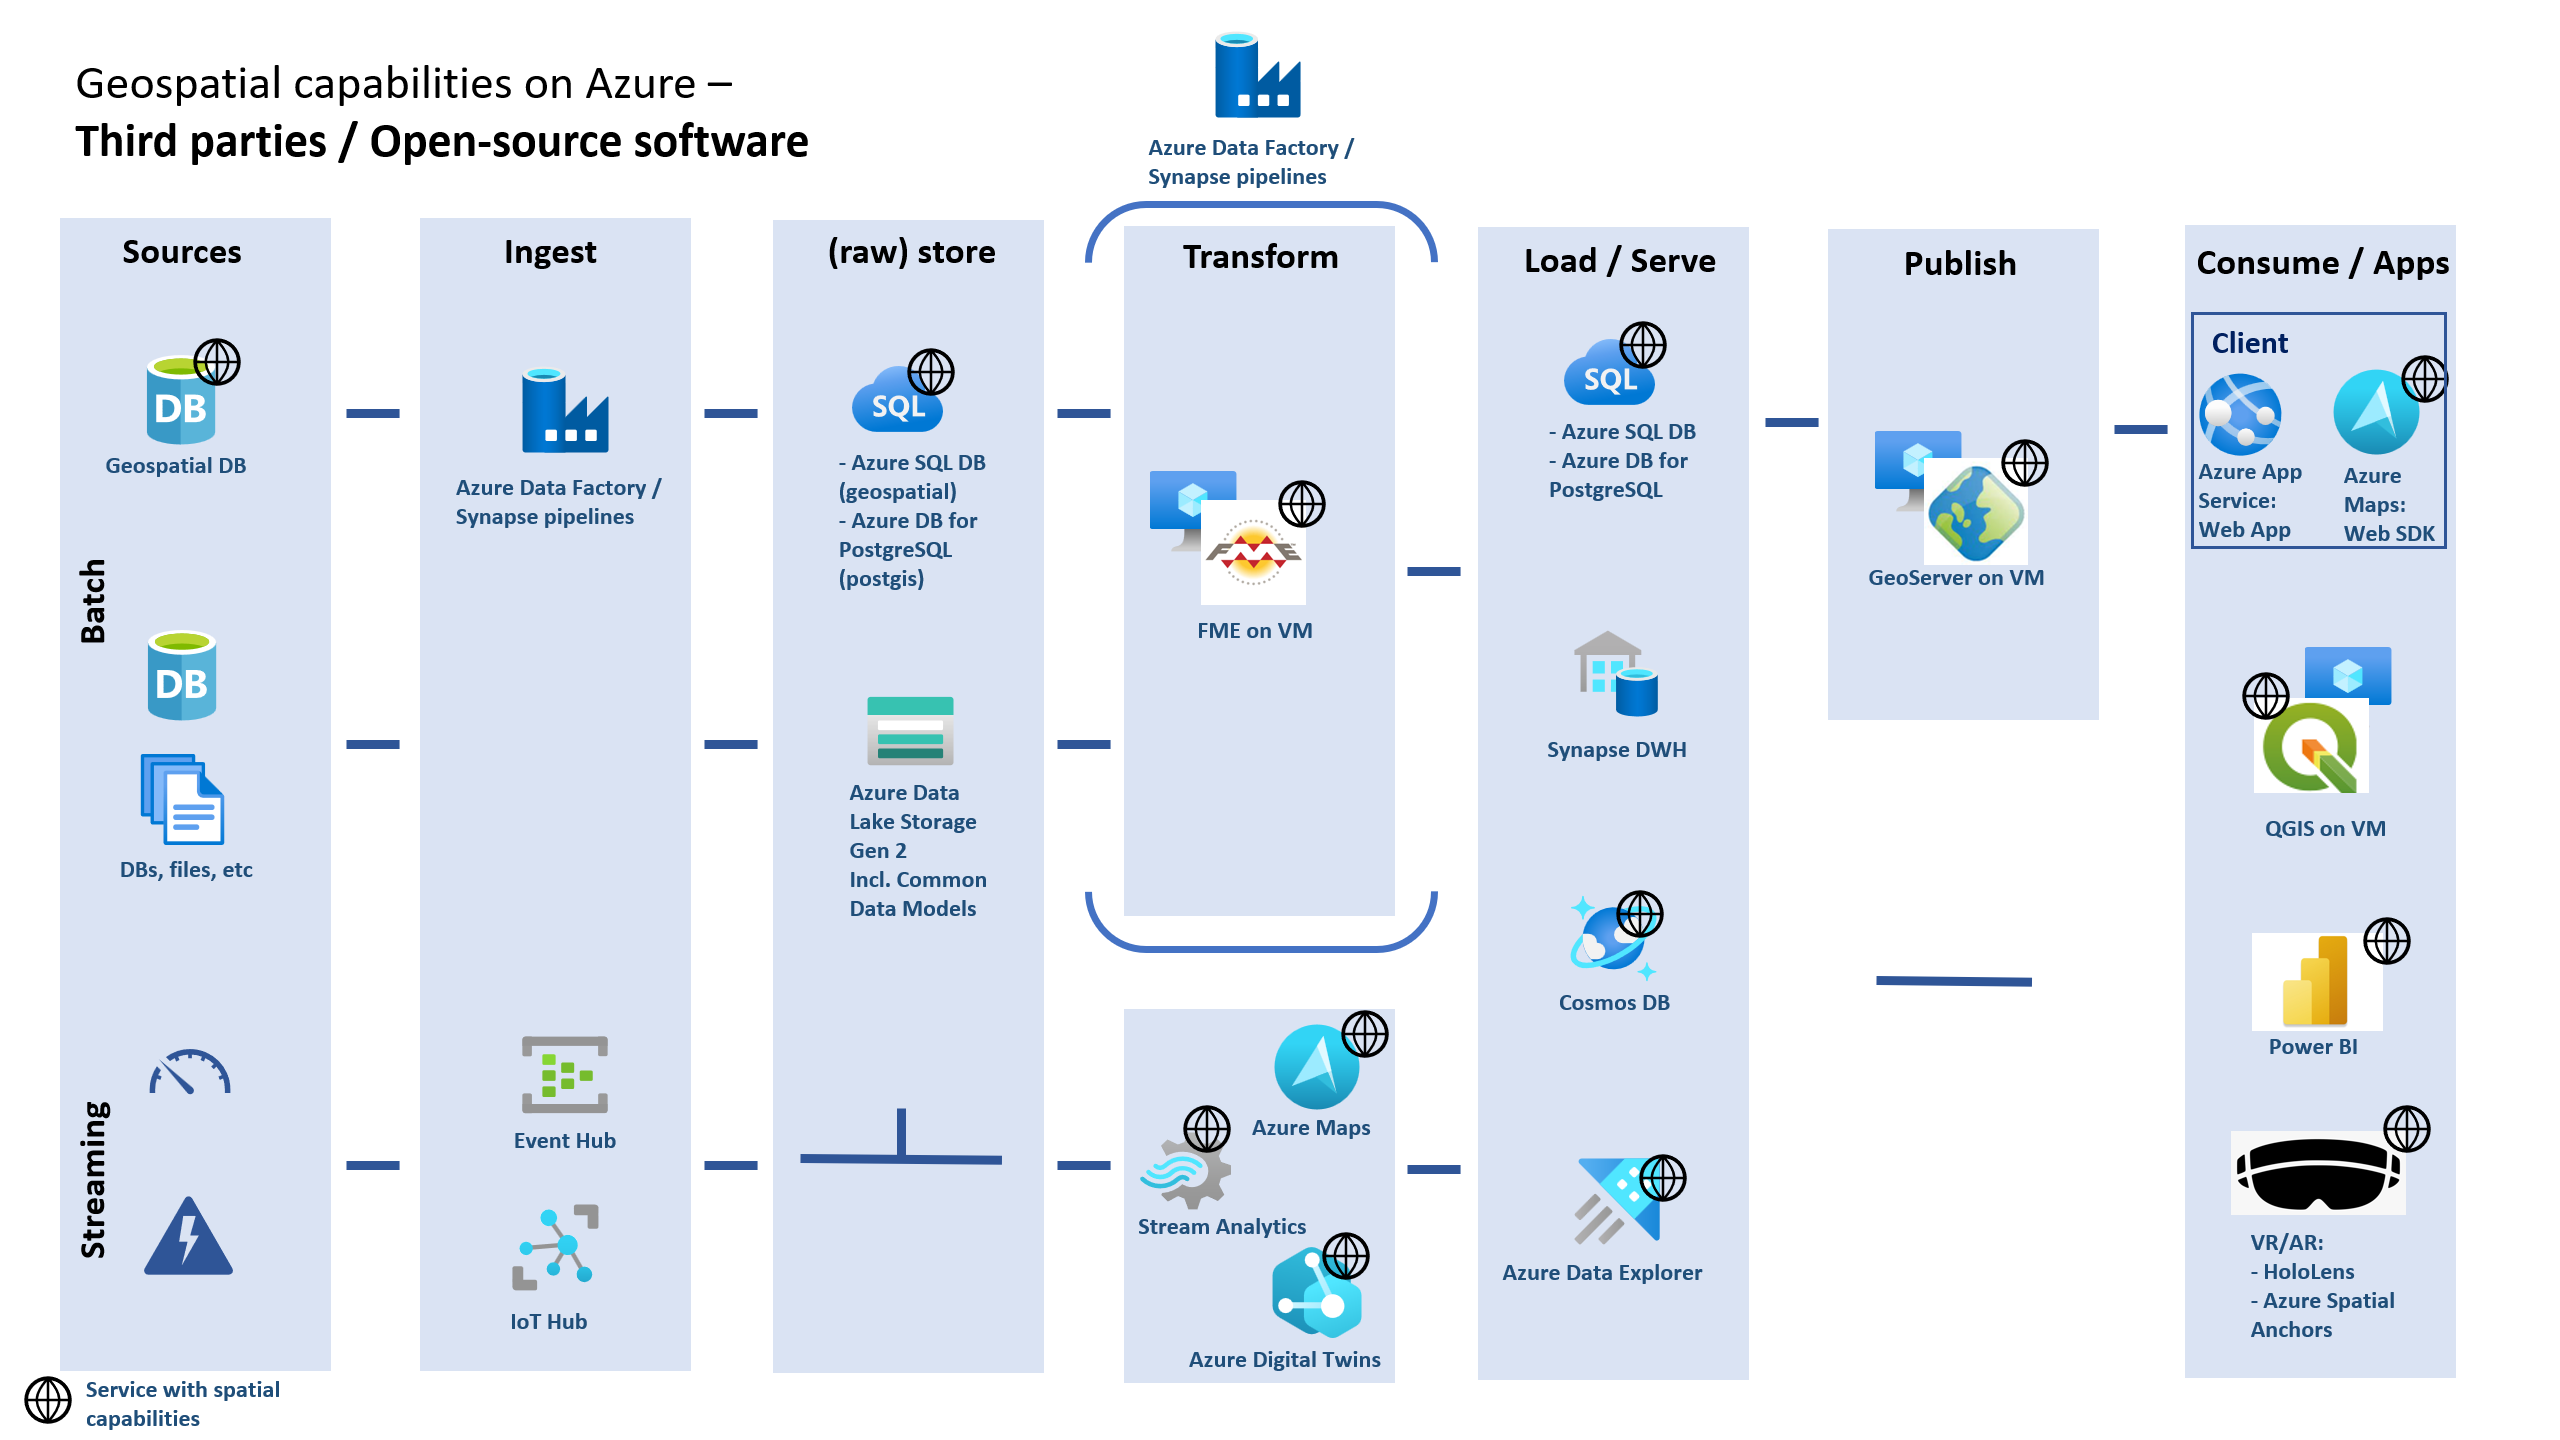 Geospatial capabilities on Azure –
Third parties / Open-source software
Azure Data Factory /
Synapse pipelines
Sources
Batch
DB
Geospatial DB
DB
DBs, files, etc
Streaming
Ingest
Azure Data Factory /
Synapse pipelines
Event Hub
IoT Hub
(raw) store
SQL
- Azure SQL DB
(geospatial)
- Azure DB for
PostgreSQL
(postgis)
Azure Data
Lake Storage
Gen 2
Incl. Common
Data Models
Transform
FME
FME on VM
Azure Maps
Stream Analytics
Azure Digital Twins
Load / Serve
SQL
- Azure SQL DB
- Azure DB for
PostgreSQL
Synapse DWH
Cosmos DB
Azure Data Explorer
Publish
GeoServer on VM
Consume / Apps
Client
Azure App
Service:
Web App
Azure
Maps:
Web SDK
QGIS on VM
Power BI
VR/AR:
- HoloLens
- Azure Spatial
Anchors
Service with spatial
capabilities